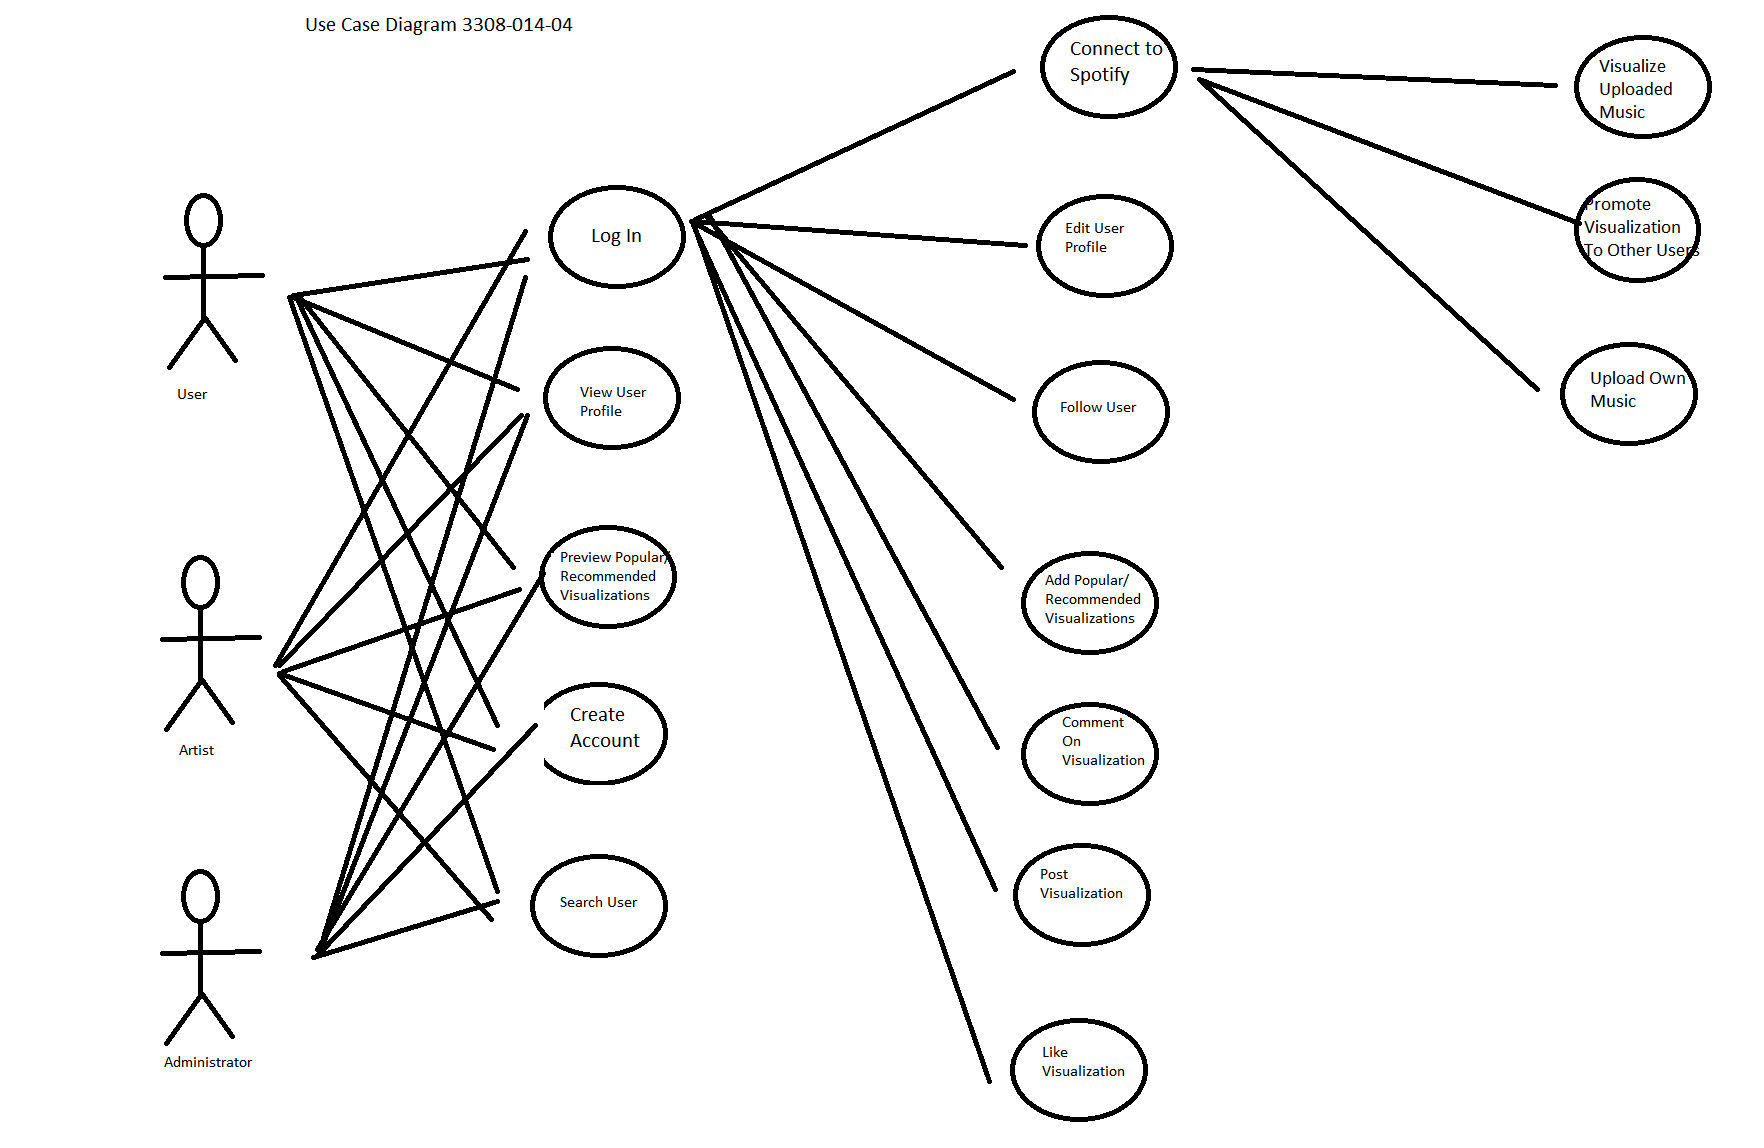 Use Case Diagram 3308-014-04
Connect to
Spotify
Visualize
Uploaded
Music
Promote
Visualization
To Other Users
Upload Own
Music
Log In
Edit User
Profile
User
View User
Profile
Follow User
Preview Popular/
Recommended
Visualizations
Add Popular/
Recommended
Visualizations
Artist
Create
Account
Comment
On
Visualization
Search User
Post
Visualization
Administrator
Like
Visualization